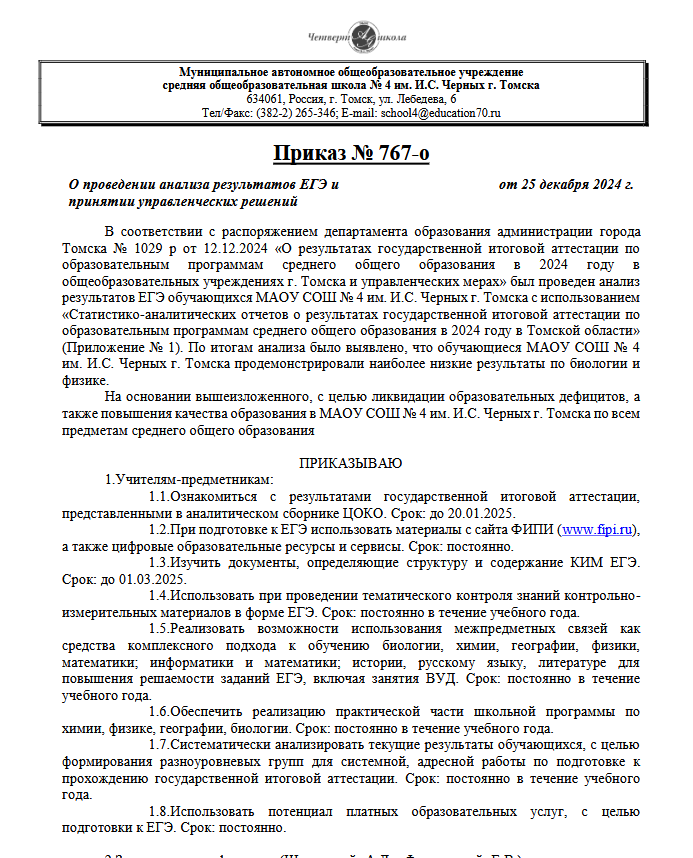 Четверть школа
Муниципальное автономное общеобразовательное учреждение
средняя общеобразовательная школа № 4 им. И.С. Черных г. Томска
634061, Россия, г. Томск, ул. Лебедева, 6
Тел/Факс: (382-2) 265-346; E-mail: school4@education70.ru
Приказ № 767-о
О проведении анализа результатов ЕГЭ и от 25 декабря 2024 г.
принятии управленческих решений
В соответствии с распоряжением департамента образования администрации города
Томска № 1029 р от 12.12.2024 «О результатах государственной итоговой аттестации по
образовательным программам среднего общего образования в 2024 году в
общеобразовательных учреждениях г. Томска и управленческих мерах» был проведен анализ
результатов ЕГЭ обучающихся МАОУ СОШ № 4 им. И.С. Черных г. Томска с использованием
«Статистико-аналитических отчетов о результатах государственной итоговой аттестации по
образовательным программам среднего общего образования в 2024 году в Томской области»
(Приложение № 1). По итогам анализа было выявлено, что обучающиеся МАОУ СОШ № 4
им. И.С. Черных г. Томска продемонстрировали наиболее низкие результаты по биологии и
физике.
На основании вышеизложенного, с целью ликвидации образовательных дефицитов, а
также повышения качества образования в МАОУ СОШ № 4 им. И.С. Черных г. Томска по всем
предметам среднего общего образования
ПРИКАЗЫВАЮ
1.Учителям-предметникам:
1.1.Ознакомиться с результатами государственной итоговой аттестации,
представленными в аналитическом сборнике ЦОКО. Срок: до 20.01.2025.
1.2.При подготовке к ЕГЭ использовать материалы с сайта ФИПИ (www.fipi.ru),
а также цифровые образовательные ресурсы и сервисы. Срок: постоянно.
1.3.Изучить документы, определяющие структуру и содержание КИМ ЕГЭ.
Срок: до 01.03.2025.
1.4.Использовать при проведении тематического контроля знаний контрольно-
измерительных материалов в форме ЕГЭ. Срок: постоянно в течение учебного года.
1.5.Реализовать возможности использования межпредметных связей как
средства комплексного подхода к обучению биологии, химии, географии, физики,
математики; информатики и математики; истории, русскому языку, литературе для
повышения решаемости заданий ЕГЭ, включая занятия ВУД. Срок: постоянно в течение
учебного года.
1.6.Обеспечить реализацию практической части школьной программы по
химии, физике, географии, биологии. Срок: постоянно в течение учебного года.
1.7.Систематически анализировать текущие результаты обучающихся, с целью
формирования разноуровневых групп для системной, адресной работы по подготовке к
прохождению государственной итоговой аттестации. Срок: постоянно в течение учебного
года.
1.8.Использовать потенциал платных образовательных услуг, с целью
подготовки к ЕГЭ. Срок: постоянно.